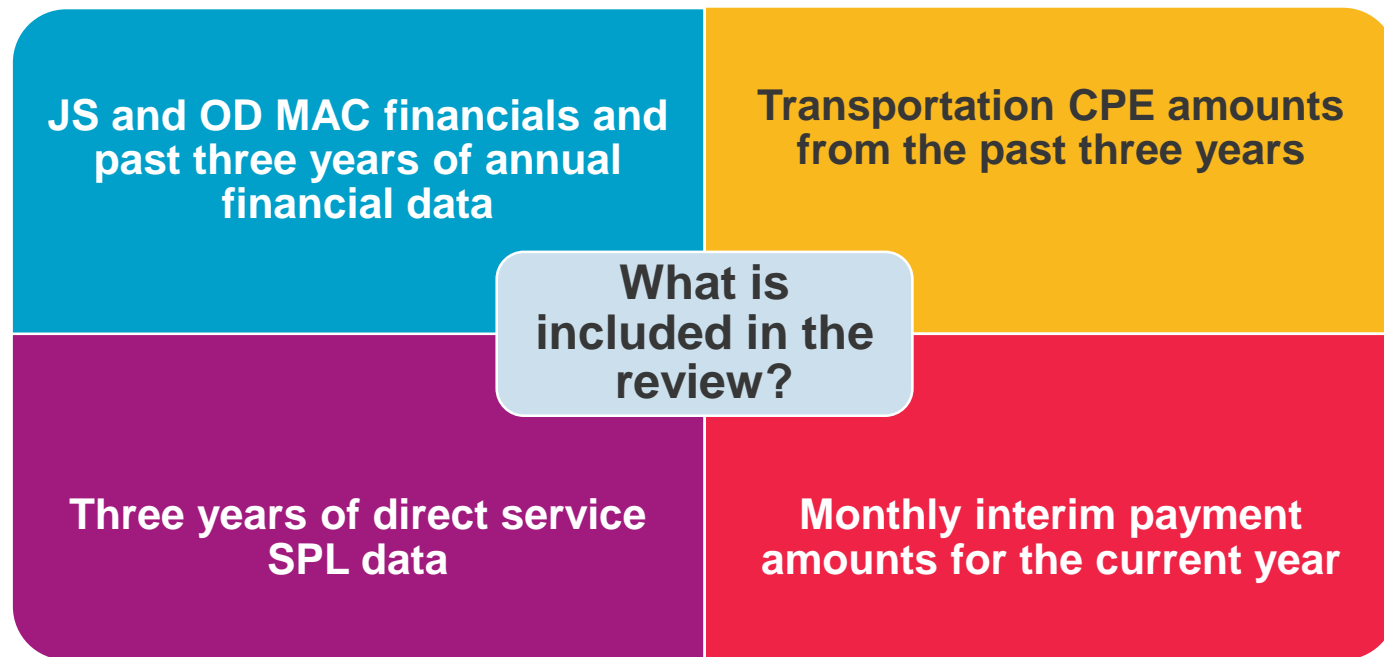 JS and OD MAC financials and
past three years of annual
financial data
Transportation CPE amounts
from the past three years
What is
included in the
review?
Three years of direct service
SPL data
Monthly interim payment
amounts for the current year